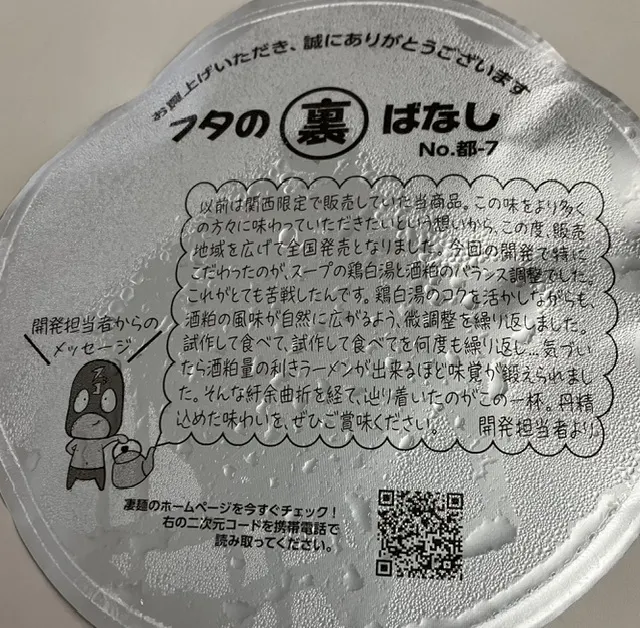 お買上げいただき、誠にありがとうございます
フタの裏ばなし
No.都-7
以前は関西限定で販売していた当商品。この味をより多く
の方々に味わっていただきたいという想いから、この度、販売
地域を広げて全国発売となりました。今回の開発で特に
こだわったのが、スープの鶏白湯と酒粕のバランス調整でした。
これがとても苦戦したんです。鶏白湯のコクを活かしながらも、
酒粕の風味が自然に広がるよう、微調整を繰り返しました。
試作して食べて、試作して食べてを何度も繰り返し…気づい
たら酒粕量の利きラーメンが出来るほど味覚が鍛えられまし
た。そんな紆余曲折を経て、辿り着いたのがこの一杯。丹精
込めた味わいを、ぜひご賞味ください。 開発担当者より
開発担当者からの
メッセージ
凄麺のホームページを今すぐチェック！
右の二次元コードを携帯電話で
読み取ってください。